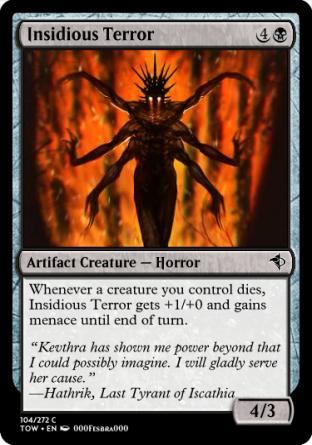 Insidious Terror 4
Artifact Creature — Horror
Whenever a creature you control dies,
Insidious Terror gets +1/+0 and gains
menace until end of turn.
“Kevthra has shown me power beyond that
I could possibly imagine. I will gladly serve
her cause.”
—Hathrik, Last Tyrant of Iscathia
4/3
104/272 C
TOW • EN 000FESBRA000